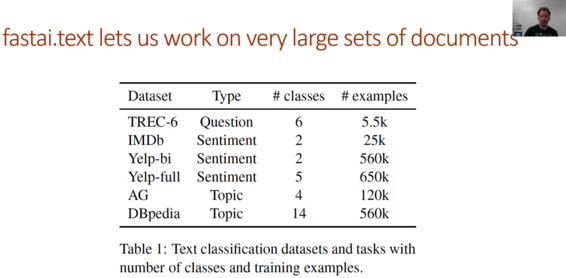 fastai.text lets us work on very large sets of documents
Dataset Type # classes # examples
TREC-6 Question 6 5.5k
IMDb Sentiment 2 25k
Yelp-bi Sentiment 2 560k
Yelp-full Sentiment 5 650k
AG Topic 4 120k
DBpedia Topic 14 560k
Table 1: Text classification datasets and tasks with
number of classes and training examples.